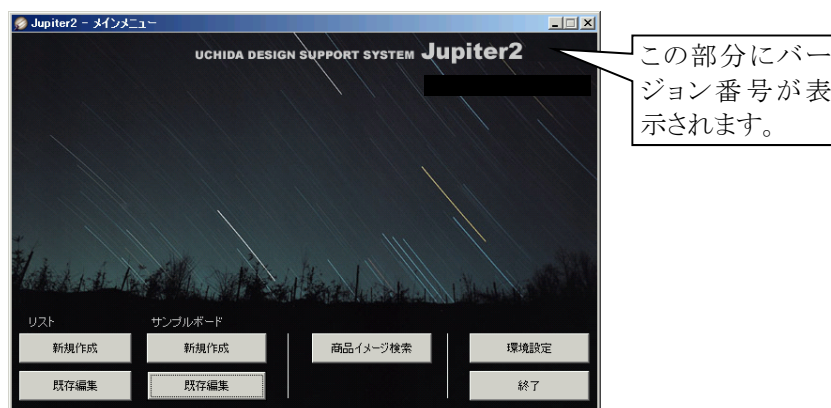 Jupiter2 - メインメニュー
UCHIDA DESIGN SUPPORT SYSTEM Jupiter2
この部分にバー
ジョン番号が表
示されます。
リスト サンプルボード
新規作成 新規作成 商品イメージ検索 環境設定
既存編集 既存編集 終了